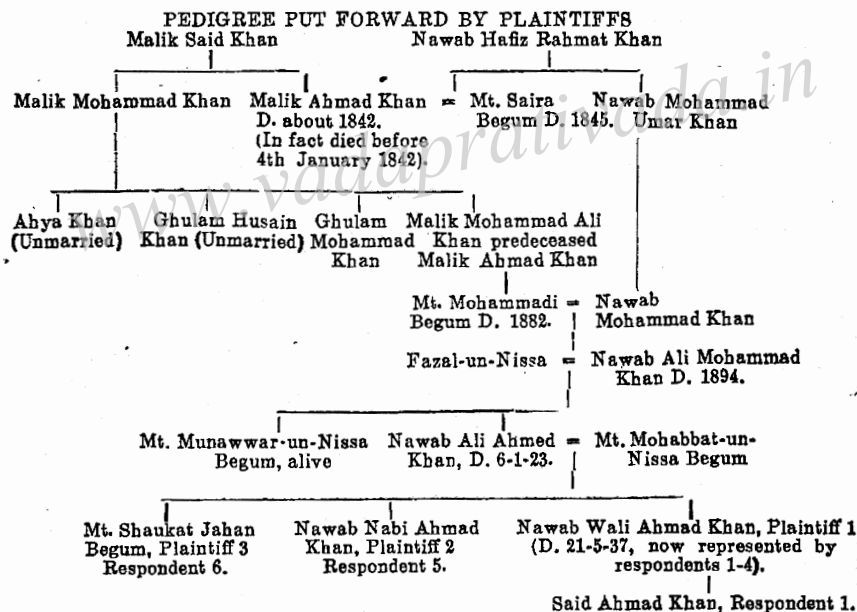 PEDIGREE PUT FORWARD BY PLAINTIFFS
Malik Said Khan
Nawab Hafiz Rahmat Khan
Malik Mohammad Khan
Malik Ahmad Khan
D. about 1842.
(In fact died before
4th January 1842).
=
Mt. Saira
Begum D. 1845.
Nawab Mohammad
Umar Khan
Ahya Khan
(Unmarried)
Ghulam Husain
Khan (Unmarried)
Ghulam
Mohammad
Khan
Malik Mohammad Ali
Khan predeceased
Malik Ahmad Khan
Mt. Mohammadi
Begum D. 1882.
=
Nawab
Mohammad Khan
Fazal-un-Nissa
=
Nawab Ali Mohammad
Khan D. 1894.
Mt. Munawwar-un-Nissa
Begum, alive
Nawab Ali Ahmed
Khan, D. 6-1-23.
=
Mt. Mohabbat-un-
Nissa Begum
Mt. Shaukat Jahan
Begum, Plaintiff 3
Respondent 6.
Nawab Nabi Ahmad
Khan, Plaintiff 2
Respondent 5.
Nawab Wali Ahmad Khan, Plaintiff 1
(D. 21-5-37, now represented by
respondents 1-4).
Said Ahmad Khan, Respondent 1.
www.vadaprativada.in